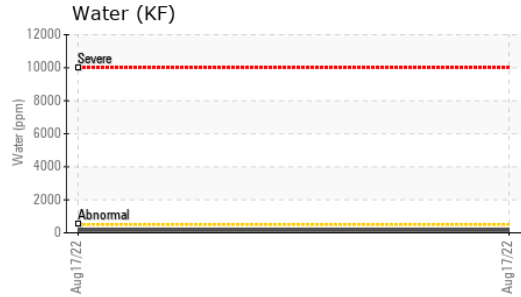 Water (KF)
12000
Severe
10000
8000
6000
4000
2000
Abnormal
0
Water (ppm)
Aug17/22
Aug17/22